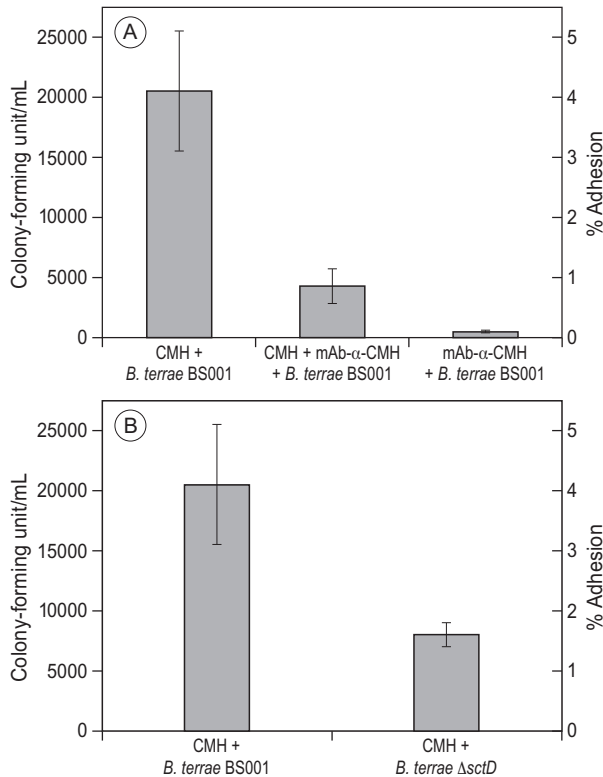 A
Colony-forming unit/mL
25000
20000
15000
10000
5000
0
% Adhesion
5
4
3
2
1
0
CMH +
B. terrae BS001
CMH + mAb-α-CMH
+ B. terrae BS001
mAb-α-CMH
+ B. terrae BS001
B
Colony-forming unit/mL
25000
20000
15000
10000
5000
0
% Adhesion
5
4
3
2
1
0
CMH +
B. terrae BS001
CMH +
B. terrae ΔsctD